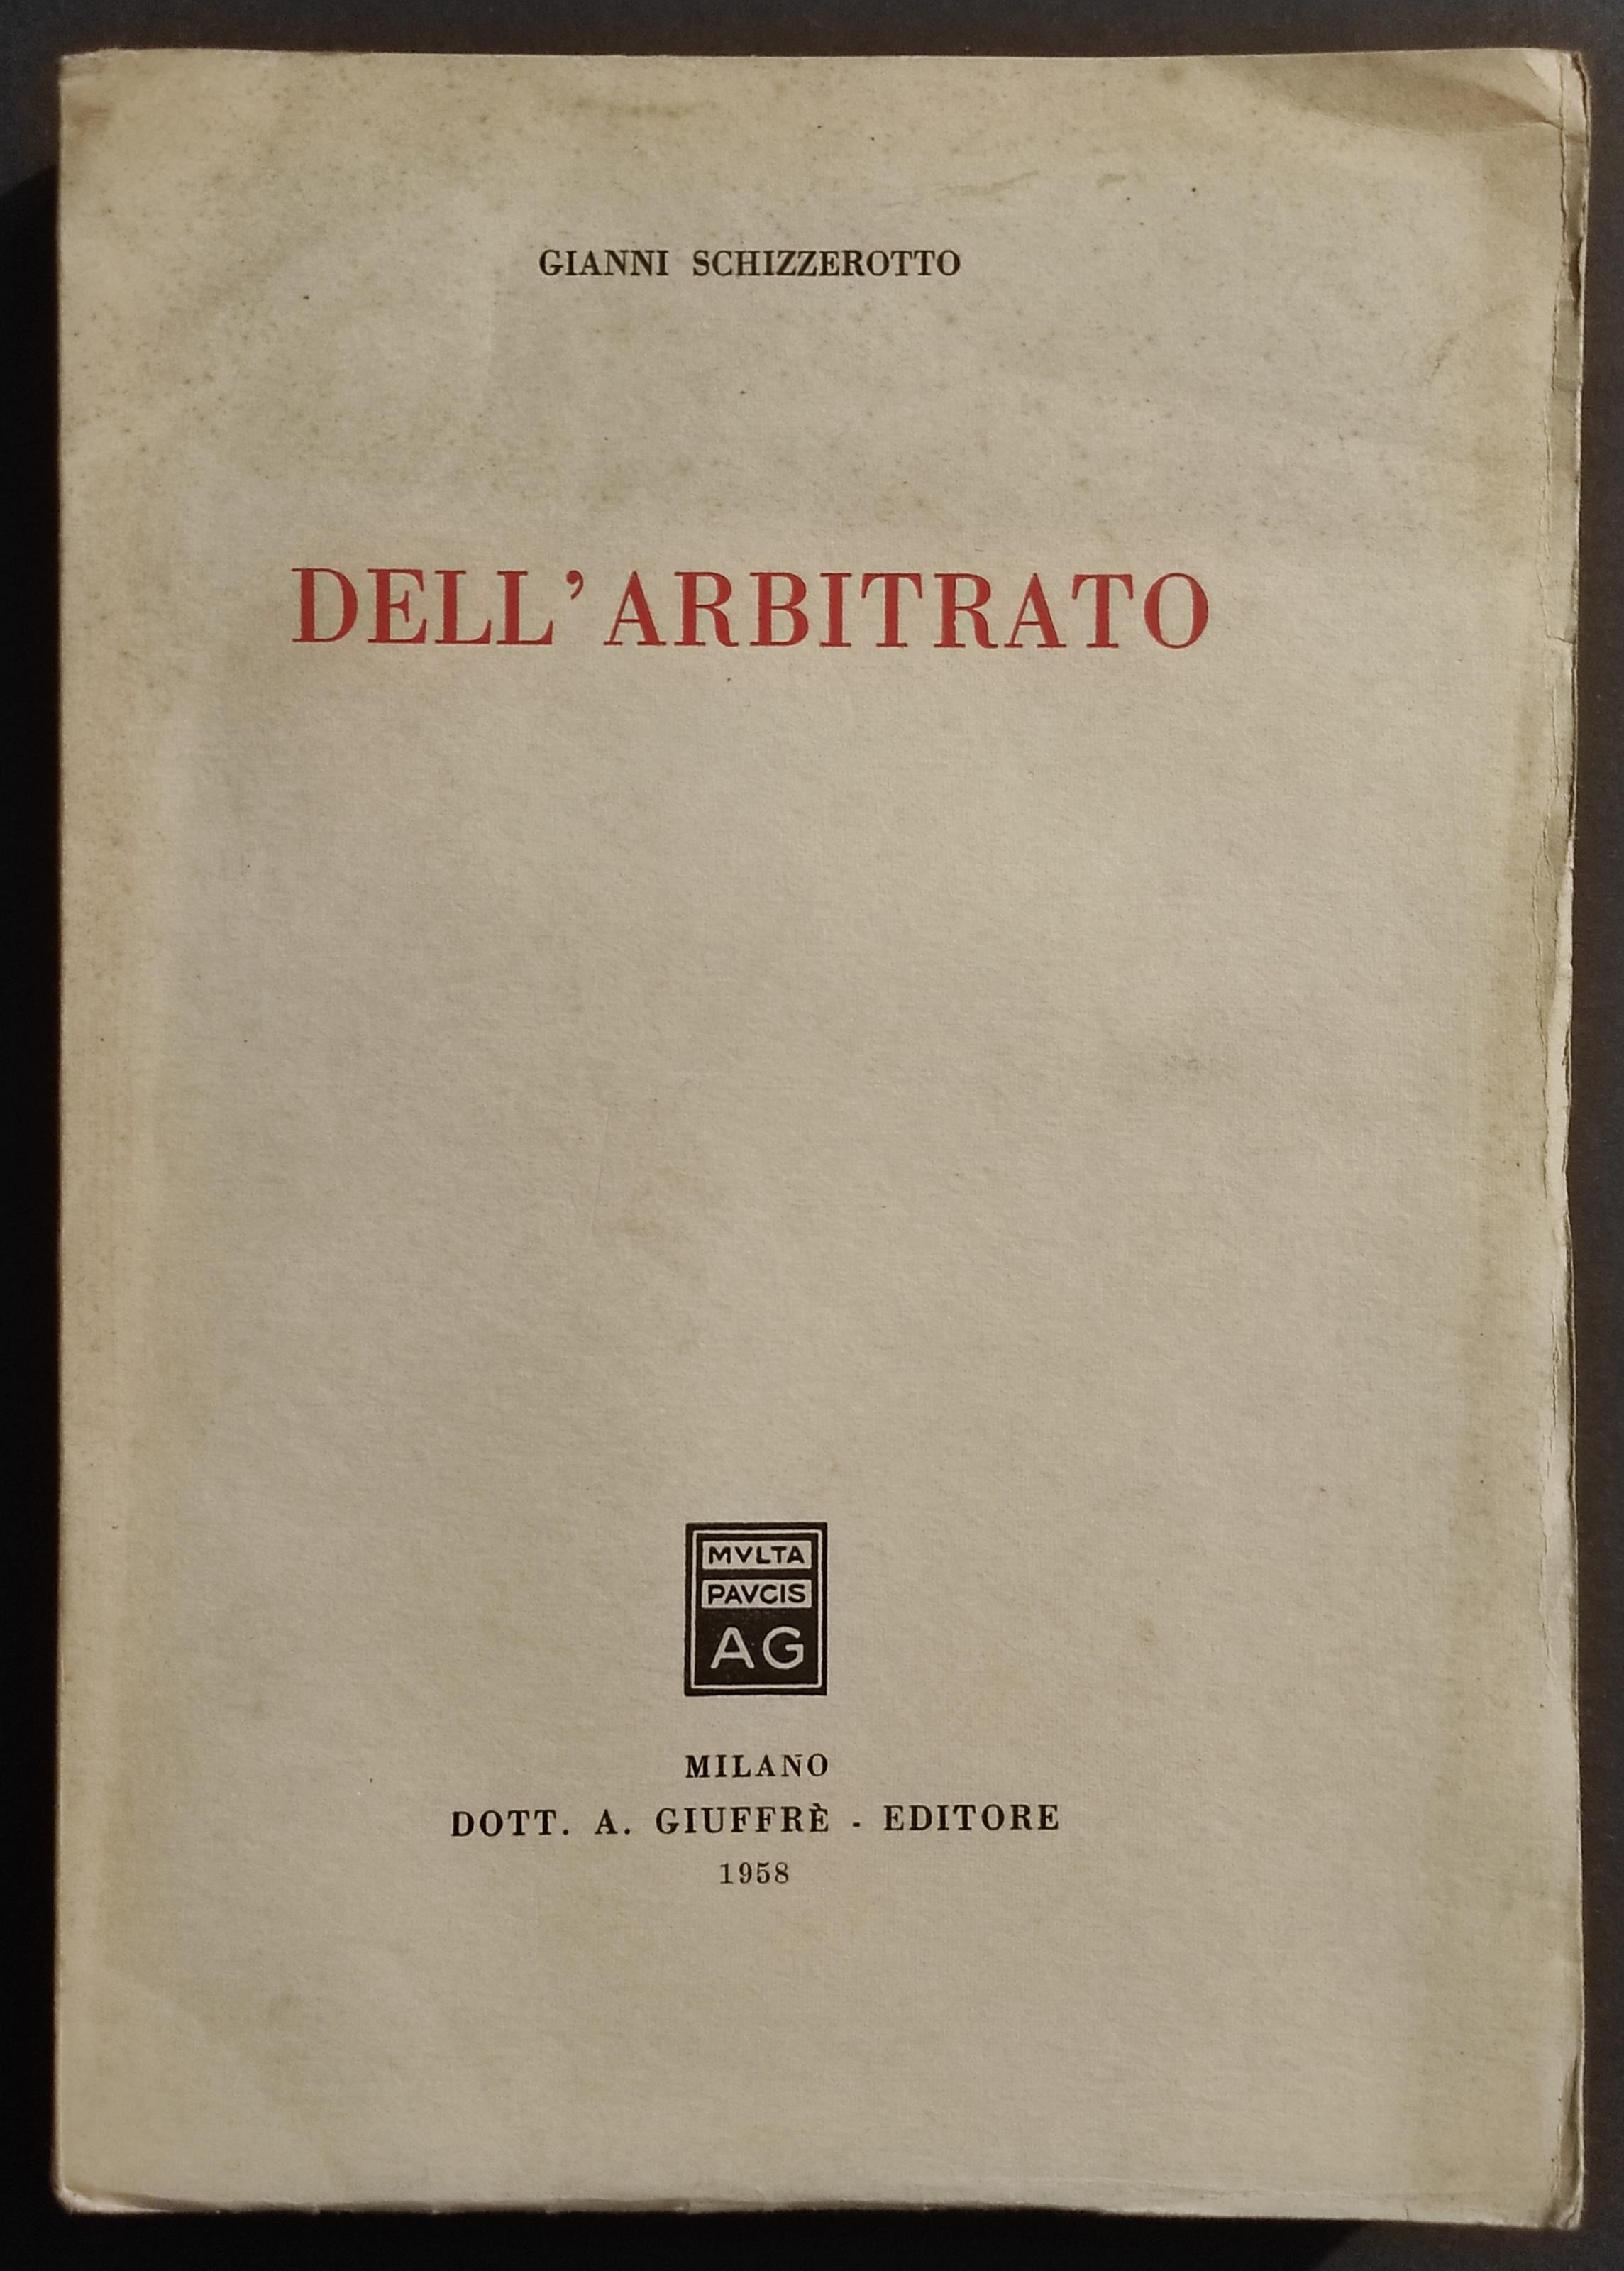 GIANNI SCHIZZEROTTO
DELL'ARBITRATO
MVLTA
PAVCIS
AG
MILANO
DOTT. A. GIUFFRÈ - EDITORE
1958